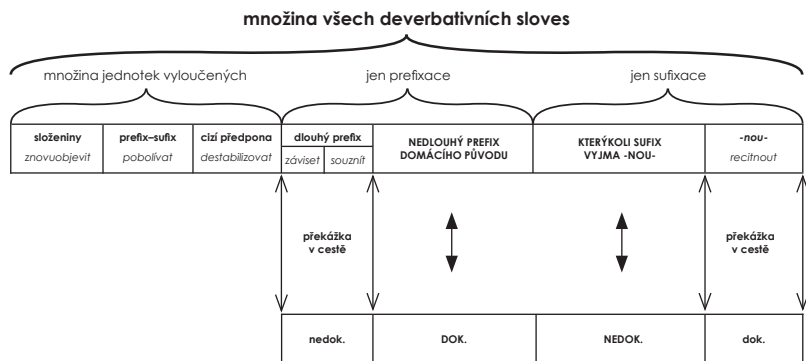 množina všech deverbativních sloves
množina jednotek vyloučených
jen prefixace
jen sufixace
složeniny
znovuobjevit
prefix–sufix
pobolívat
cizí předpona
destabilizovat
dlouhý prefix
záviset
souznít
NEDLOUHÝ PREFIX
DOMÁCÍHO PŮVODU
KTERÝKOLI SUFIX
VYJMA -NOU-
-nou-
recitnout
překážka
v cestě
překážka
v cestě
nedok.
DOK.
NEDOK.
dok.